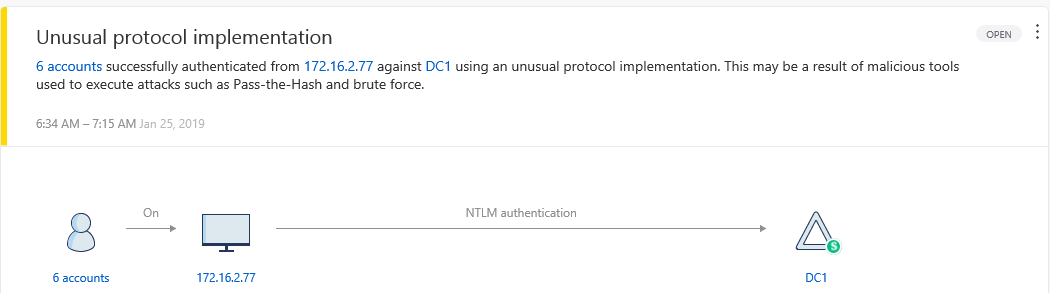 Unusual protocol implementation
OPEN
6 accounts successfully authenticated from 172.16.2.77 against DC1 using an unusual protocol implementation. This may be a result of malicious tools
used to execute attacks such as Pass-the-Hash and brute force.
6:34 AM – 7:15 AM Jan 25, 2019
On
NTLM authentication
S
6 accounts
172.16.2.77
DC1